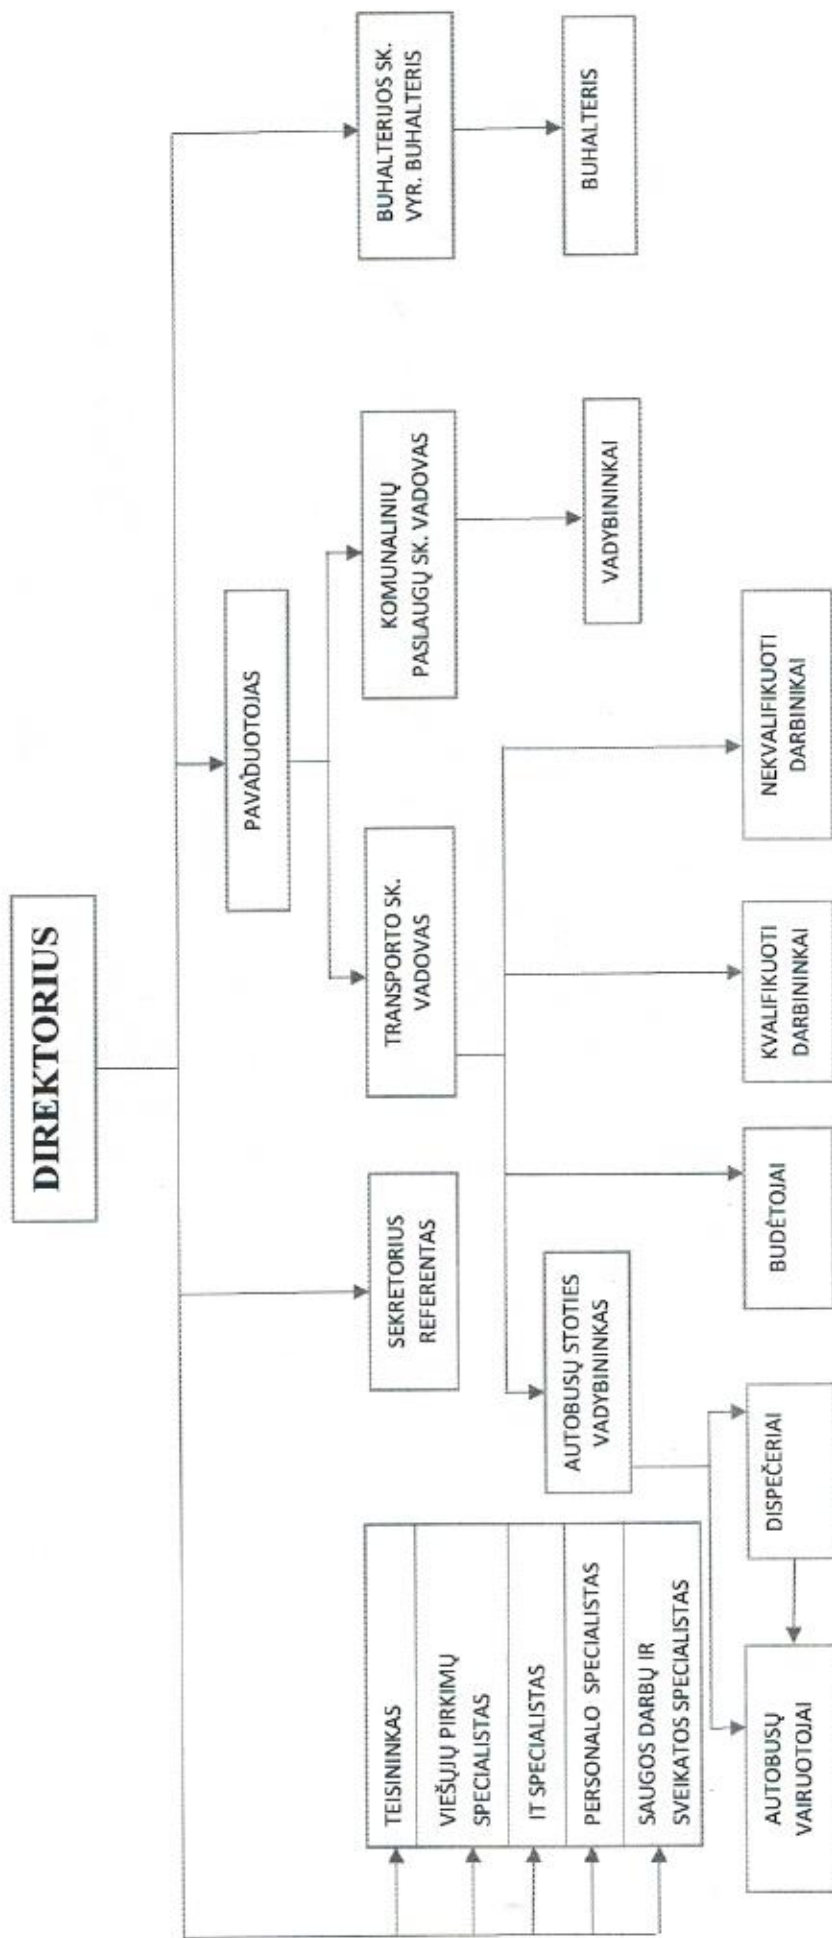 DIREKTORIUS
PAVADUOTOJAS
TEISININKAS
VIEŠŲJŲ PIRKIMŲ
SPECIALISTAS
IT SPECIALISTAS
PERSONALO SPECIALISTAS
SAUGOS DARBŲ IR
SVEIKATOS SPECIALISTAS
SEKRETORIUS
REFERENTAS
TRANSPORTO SK.
VADOVAS
KOMUNALINIŲ
PASLAUGŲ SK. VADOVAS
BUHALTERIJOS SK.
VYR. BUHALTERIS
AUTOBUSŲ STOTIES
VADYBININKAS
VADYBININKAI
BUHALTERIS
AUTOBUSŲ
VAIRUOTOJAI
DISPEČERIAI
BUDĖTOJAI
KVALIFIKUOTI
DARBININKAI
NEKVALIFIKUOTI
DARBINIKAI